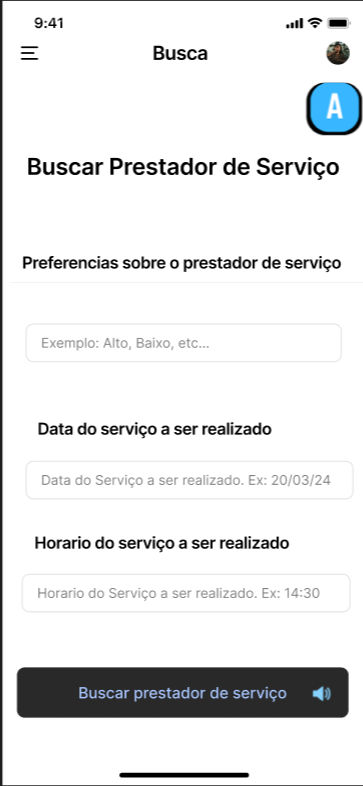 9:41
Busca
A
Buscar Prestador de Serviço
Preferencias sobre o prestador de serviço
Exemplo: Alto, Baixo, etc...
Data do serviço a ser realizado
Data do Serviço a ser realizado. Ex: 20/03/24
Horario do serviço a ser realizado
Horario do Serviço a ser realizado. Ex: 14:30
Buscar prestador de serviço